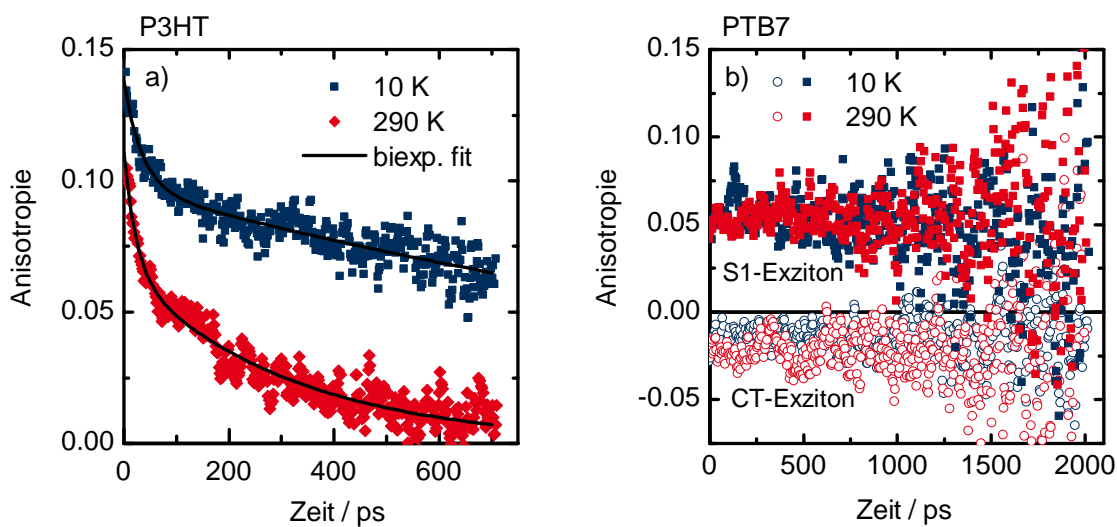 P3HT
a)
10 K
290 K
biexp. fit
0.15
0.10
0.05
0.00
Anisotropie
0
200
400
600
Zeit / ps
PTB7
b)
10 K
290 K
0.15
0.10
0.05
0.00
-0.05
Anisotropie
S1-Exziton
CT-Exziton
0
500
1000
1500
2000
Zeit / ps